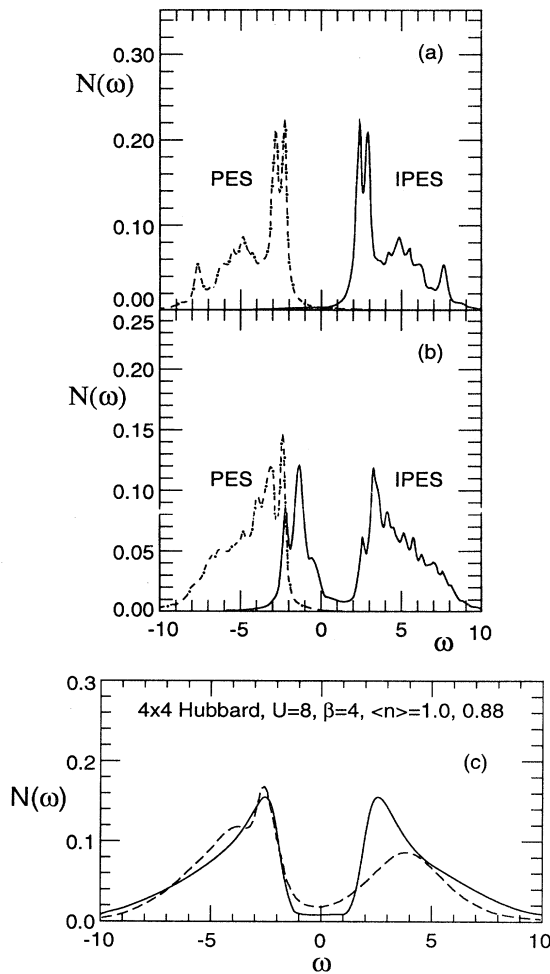 (a)
0.30
N(ω)
0.20
PES
IPES
0.10
0.00
0.25
(b)
0.20
N(ω)
0.15
PES
IPES
0.10
0.05
0.00
-10 -5 0 5 10
ω
0.3
4x4 Hubbard, U=8, β=4, <n>=1.0, 0.88
0.2
(c)
N(ω)
0.1
0.0
-10 -5 0 5 10
ω